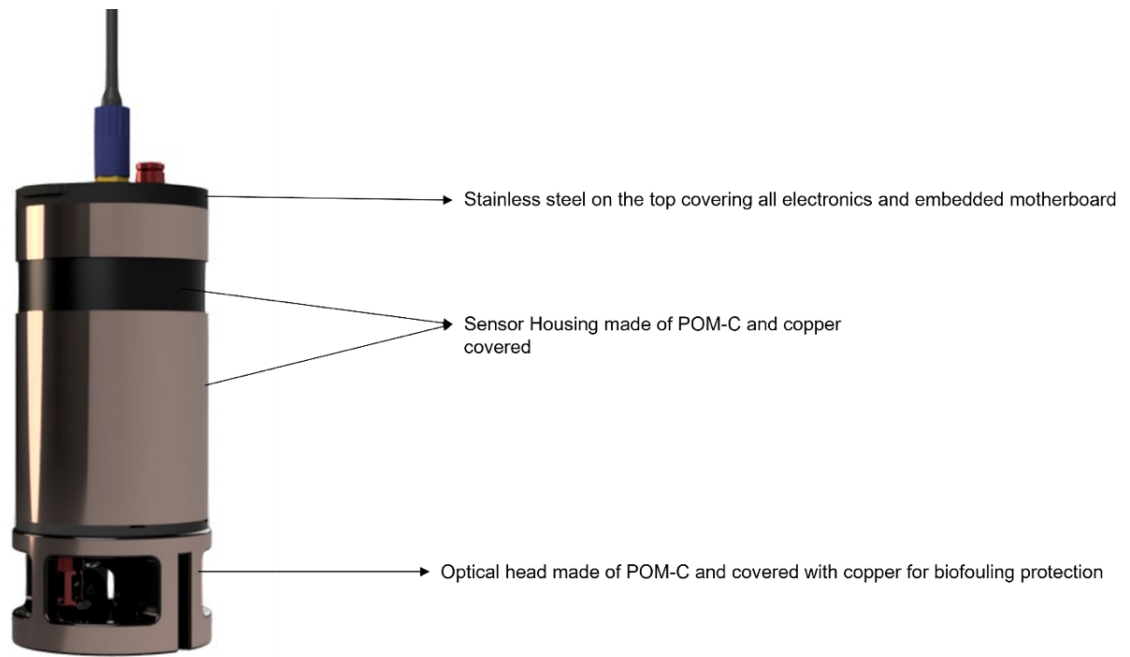 Stainless steel on the top covering all electronics and embedded motherboard
Sensor Housing made of POM-C and copper
covered
Optical head made of POM-C and covered with copper for biofouling protection